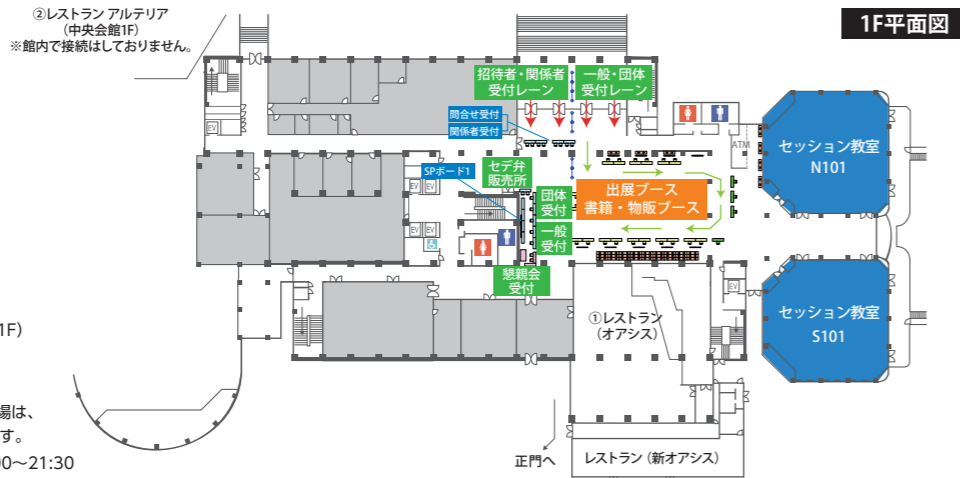 ②レストラン アルテリア
(中央会館1F)
※館内で接続はしておりません。
1F平面図
招待者・関係者
受付レーン
一般・団体
受付レーン
問合せ受付
関係者受付
EV
ATM
セッション教室
N101
SPボード1
セデ弁
販売所
EV
EV
団体
受付
出展ブース
書籍・物販ブース
一般
受付
EV
EV
懇親会
受付
EV
①レストラン
(オアシス)
セッション教室
S101
1F)
場は、
す。
00～21:30
正門へ
レストラン (新オアシス)